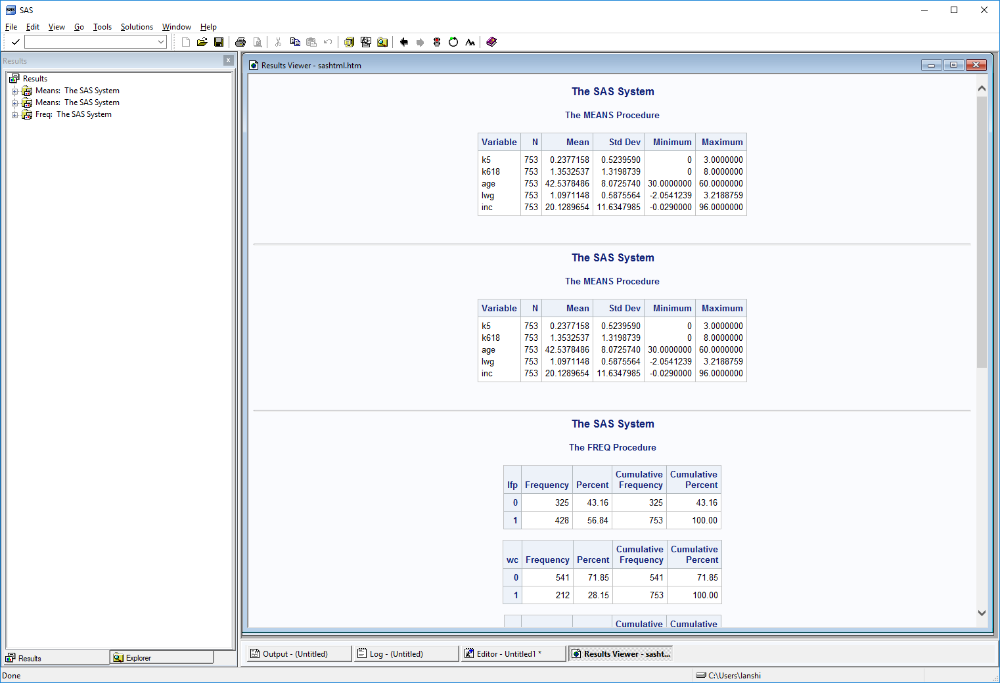 SAS
File Edit View Go Tools Solutions Window Help
Results
Results
Means: The SAS System
Means: The SAS System
Freq: The SAS System
Results Explorer
Results Viewer - sashtml.htm
The SAS System
The MEANS Procedure
Variable N Mean Std Dev Minimum Maximum
k5 753 0.2377158 0.5239590 0 3.0000000
k618 753 1.3532537 1.3198739 0 8.0000000
age 753 42.5378486 8.0725740 30.0000000 60.0000000
lwg 753 1.0971148 0.5875564 -2.0541239 3.2188759
inc 753 20.1289654 11.6347985 -0.0290000 96.0000000
The SAS System
The MEANS Procedure
Variable N Mean Std Dev Minimum Maximum
k5 753 0.2377158 0.5239590 0 3.0000000
k618 753 1.3532537 1.3198739 0 8.0000000
age 753 42.5378486 8.0725740 30.0000000 60.0000000
lwg 753 1.0971148 0.5875564 -2.0541239 3.2188759
inc 753 20.1289654 11.6347985 -0.0290000 96.0000000
The SAS System
The FREQ Procedure
Cumulative Cumulative
lfp Frequency Percent Frequency Percent
0 325 43.16 325 43.16
1 428 56.84 753 100.00
Cumulative Cumulative
wc Frequency Percent Frequency Percent
0 541 71.85 541 71.85
1 212 28.15 753 100.00
Cumulative Cumulative
Output - (Untitled) Log - (Untitled) Editor - Untitled1 * Results Viewer - sasht...
Done C:\Users\lanshi